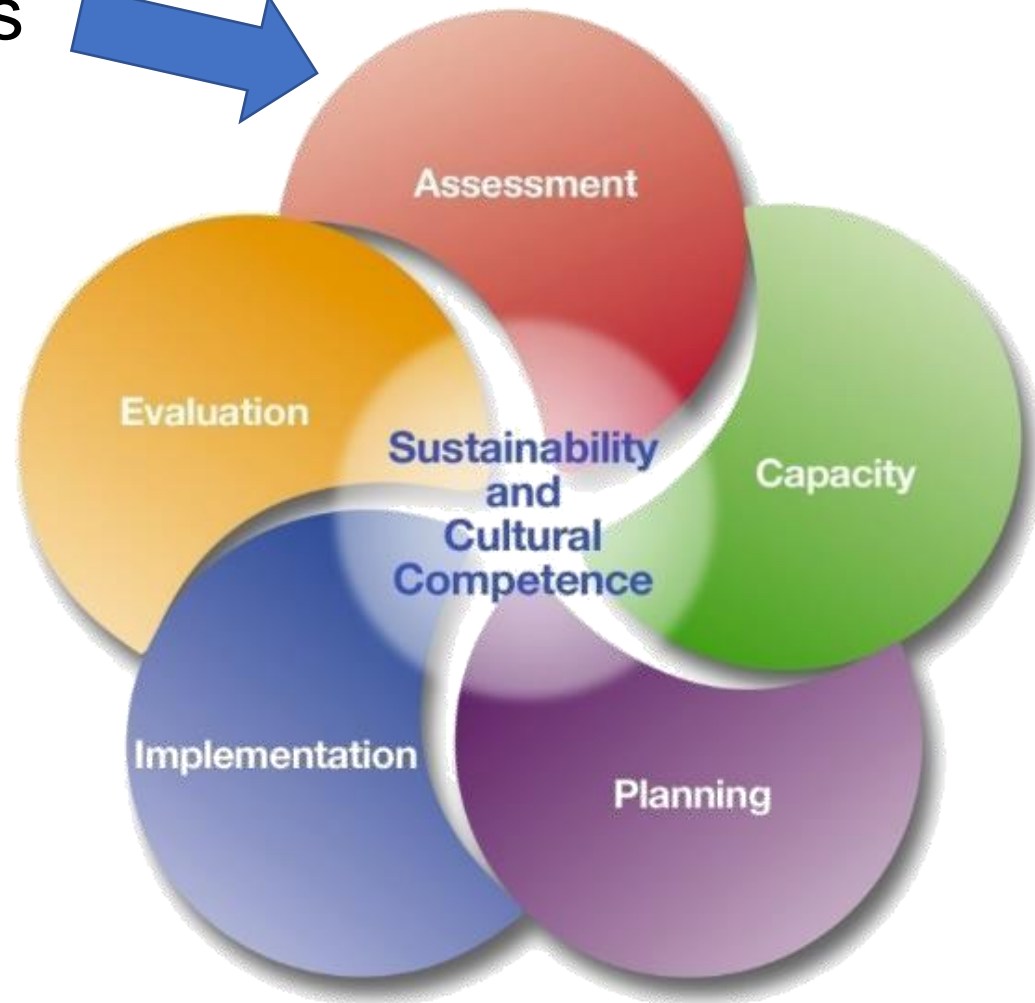 s
Assessment
Evaluation
Capacity
Sustainability
and
Cultural
Competence
Implementation
Planning